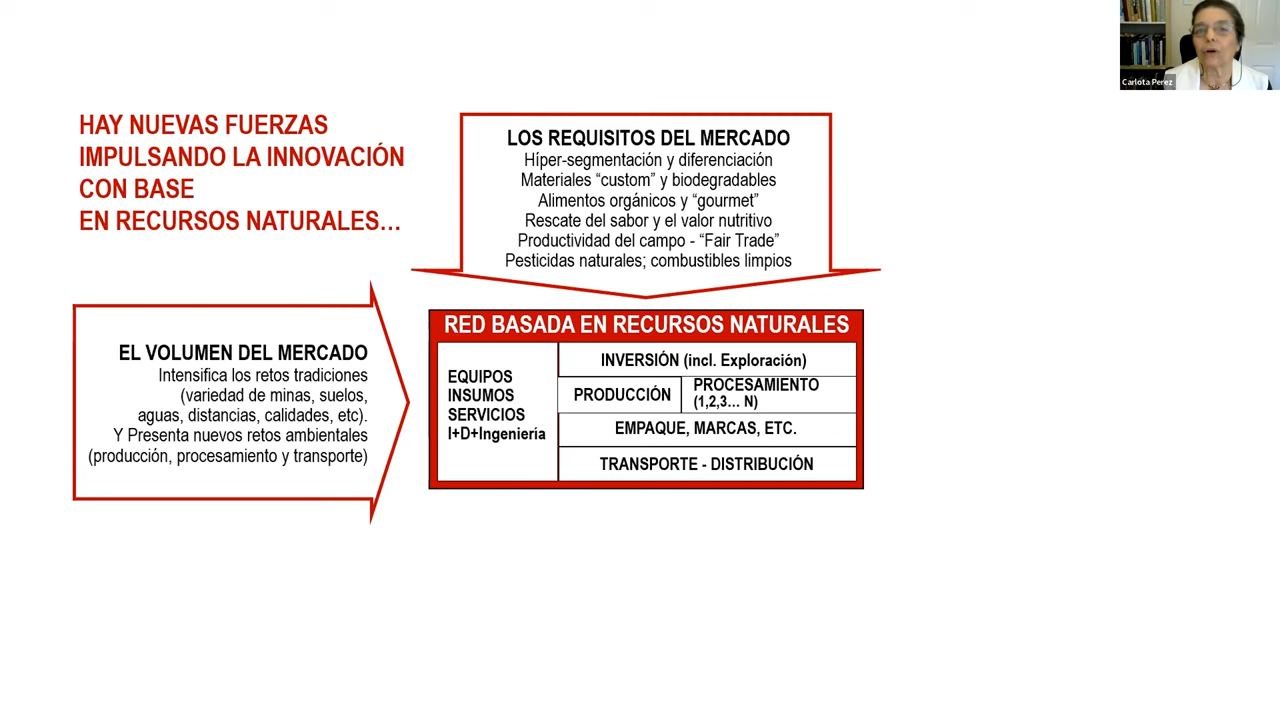 Carlota Perez
HAY NUEVAS FUERZAS
IMPULSANDO LA INNOVACIÓN
CON BASE
EN RECURSOS NATURALES...
LOS REQUISITOS DEL MERCADO
Híper-segmentación y diferenciación
Materiales “custom” y biodegradables
Alimentos orgánicos y “gourmet”
Rescate del sabor y el valor nutritivo
Productividad del campo - “Fair Trade”
Pesticidas naturales; combustibles limpios
EL VOLUMEN DEL MERCADO
Intensifica los retos tradiciones
(variedad de minas, suelos,
aguas, distancias, calidades, etc).
Y Presenta nuevos retos ambientales
(producción, procesamiento y transporte)
RED BASADA EN RECURSOS NATURALES
EQUIPOS
INSUMOS
SERVICIOS
I+D+Ingeniería
INVERSIÓN (incl. Exploración)
PRODUCCIÓN
PROCESAMIENTO
(1,2,3... N)
EMPAQUE, MARCAS, ETC.
TRANSPORTE - DISTRIBUCIÓN